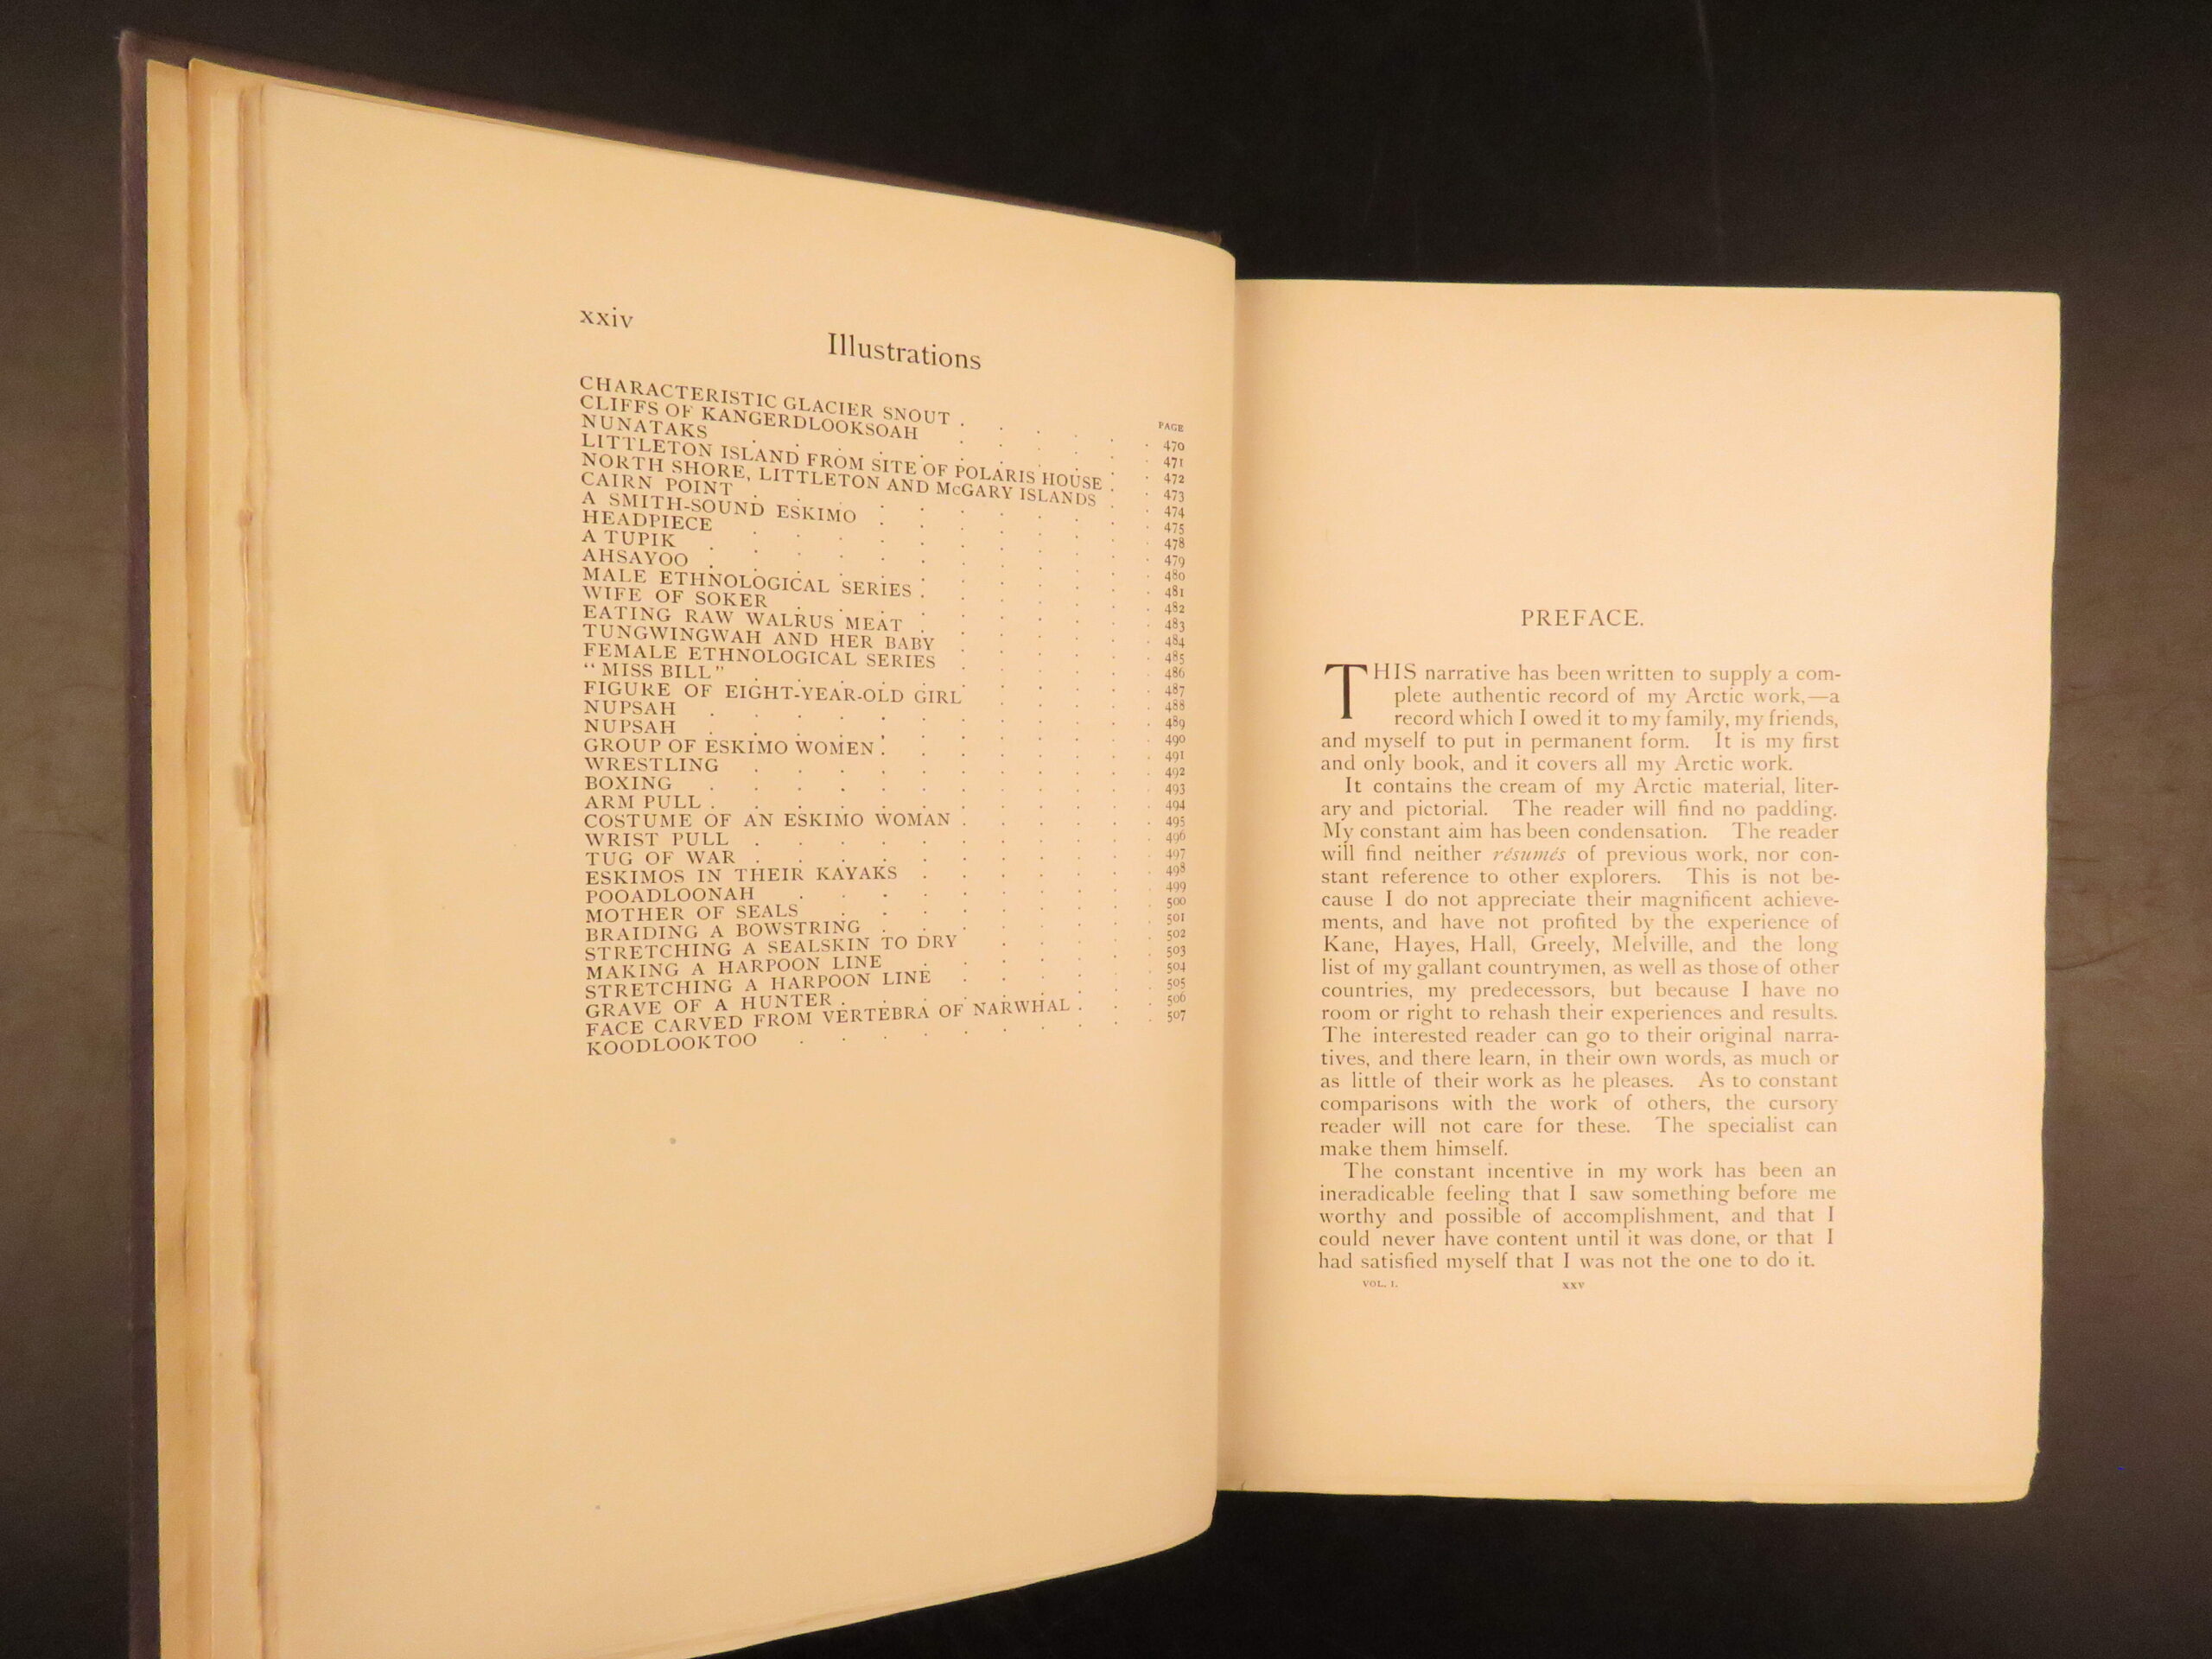 xxiv
Illustrations
PAGE
CHARACTERISTIC GLACIER SNOUT . 470
CLIFFS OF KANGERDLOOKSOAH 471
NUNATAKS 472
LITTLETON ISLAND FROM SITE OF POLARIS HOUSE . 473
NORTH SHORE, LITTLETON AND McGARY ISLANDS . 474
CAIRN POINT . 475
A SMITH-SOUND ESKIMO . 478
HEADPIECE 479
A TUPIK . 480
AHSAYOO . 481
MALE ETHNOLOGICAL SERIES . 482
WIFE OF SOKER . 483
EATING RAW WALRUS MEAT . 484
TUNGWINGWAH AND HER BABY . 485
FEMALE ETHNOLOGICAL SERIES . 486
"MISS BILL" . 487
FIGURE OF EIGHT-YEAR-OLD GIRL 488
NUPSAH . 489
NUPSAH . 490
GROUP OF ESKIMO WOMEN . 491
WRESTLING . 492
BOXING . 493
ARM PULL . 494
COSTUME OF AN ESKIMO WOMAN . 495
WRIST PULL . 496
TUG OF WAR . 497
ESKIMOS IN THEIR KAYAKS . 498
POOADLOONAH . 499
MOTHER OF SEALS . 500
BRAIDING A BOWSTRING . 501
STRETCHING A SEALSKIN TO DRY . 502
MAKING A HARPOON LINE . 503
STRETCHING A HARPOON LINE . 504
GRAVE OF A HUNTER . 505
FACE CARVED FROM VERTEBRA OF NARWHAL . 506
KOODLOOKTOO . 507
PREFACE.
THIS narrative has been written to supply a com-
plete authentic record of my Arctic work,—a
record which I owed it to my family, my friends,
and myself to put in permanent form. It is my first
and only book, and it covers all my Arctic work.
It contains the cream of my Arctic material, liter-
ary and pictorial. The reader will find no padding.
My constant aim has been condensation. The reader
will find neither résumés of previous work, nor con-
stant reference to other explorers. This is not be-
cause I do not appreciate their magnificent achieve-
ments, and have not profited by the experience of
Kane, Hayes, Hall, Greely, Melville, and the long
list of my gallant countrymen, as well as those of other
countries, my predecessors, but because I have no
room or right to rehash their experiences and results.
The interested reader can go to their original narra-
tives, and there learn, in their own words, as much or
as little of their work as he pleases. As to constant
comparisons with the work of others, the cursory
reader will not care for these. The specialist can
make them himself.
The constant incentive in my work has been an
ineradicable feeling that I saw something before me
worthy and possible of accomplishment, and that I
could never have content until it was done, or that I
had satisfied myself that I was not the one to do it.
VOL. I.
xxv